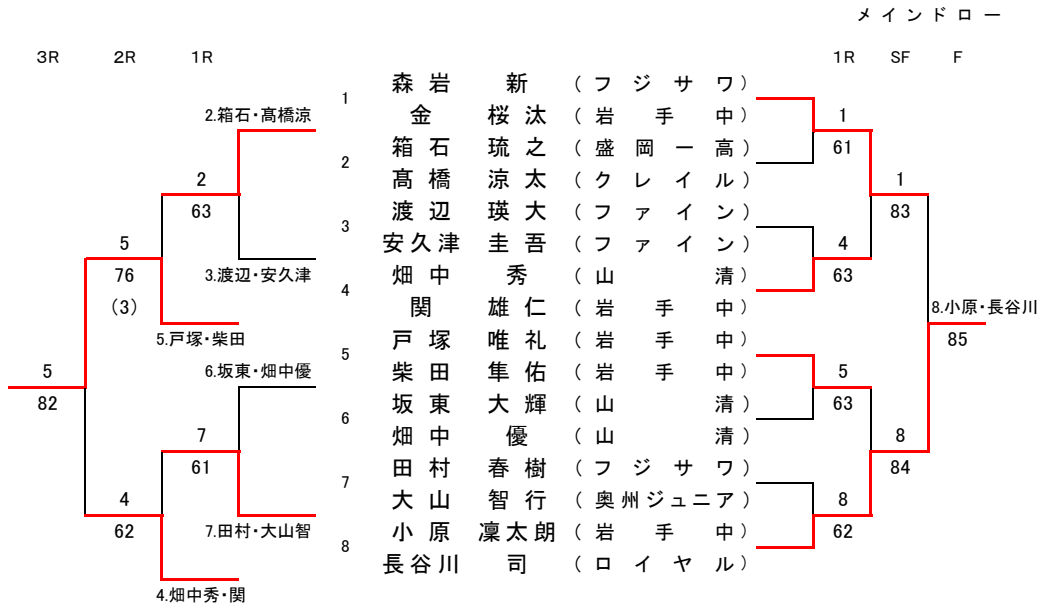 メインドロー
3R 2R 1R 1R SF F
森岩 新 (フジサワ)
1
2.箱石・髙橋涼 金 桜汰 (岩手中) 1
箱石 琉之 (盛岡一高) 61
2
2 髙橋 涼太 (クレイル) 1
63 渡辺 瑛大 (ファイン) 83
3
5 安久津 圭吾 (ファイン) 4
76 3.渡辺・安久津 畑中 秀 (山清) 63
4
(3) 関 雄仁 (岩手中) 8.小原・長谷川
5.戸塚・柴田 戸塚 唯礼 (岩手中) 85
5
5 6.坂東・畑中優 柴田 隼佑 (岩手中) 5
82 坂東 大輝 (山清) 63
6
7 畑中 優 (山清) 8
61 田村 春樹 (フジサワ) 84
7
4 大山 智行 (奥州ジュニア) 8
62 7.田村・大山智 小原 凜太朗 (岩手中) 62
8
長谷川 司 (ロイヤル)
4.畑中秀・関